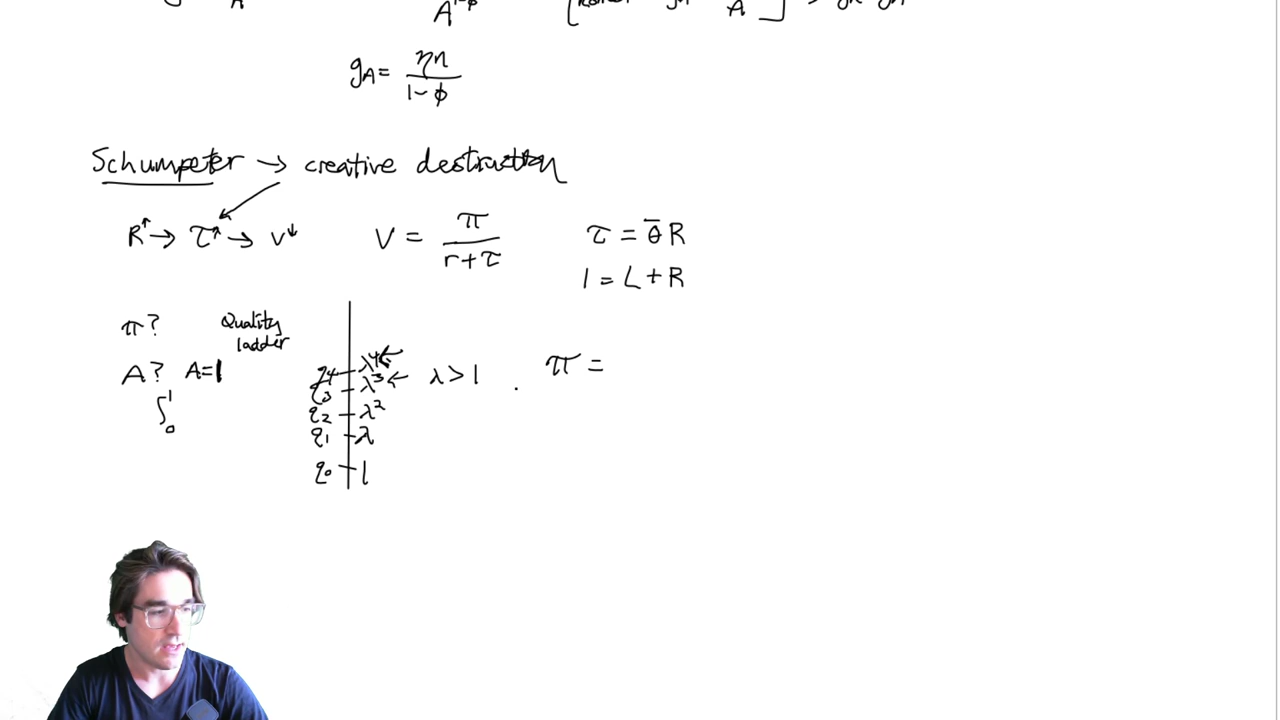 g_A = ηn / 1-φ
Schumpeter → creative destruction
R↑ → τ↑ → V↓
V = π / r+τ
τ = θ̄ R
1 = L + R
π?
A? A=1
∫₀¹
Quality
ladder
q4 λ⁴ ←
q3 λ³ ←
q2 λ²
q1 λ
q0 1
λ > 1
π =